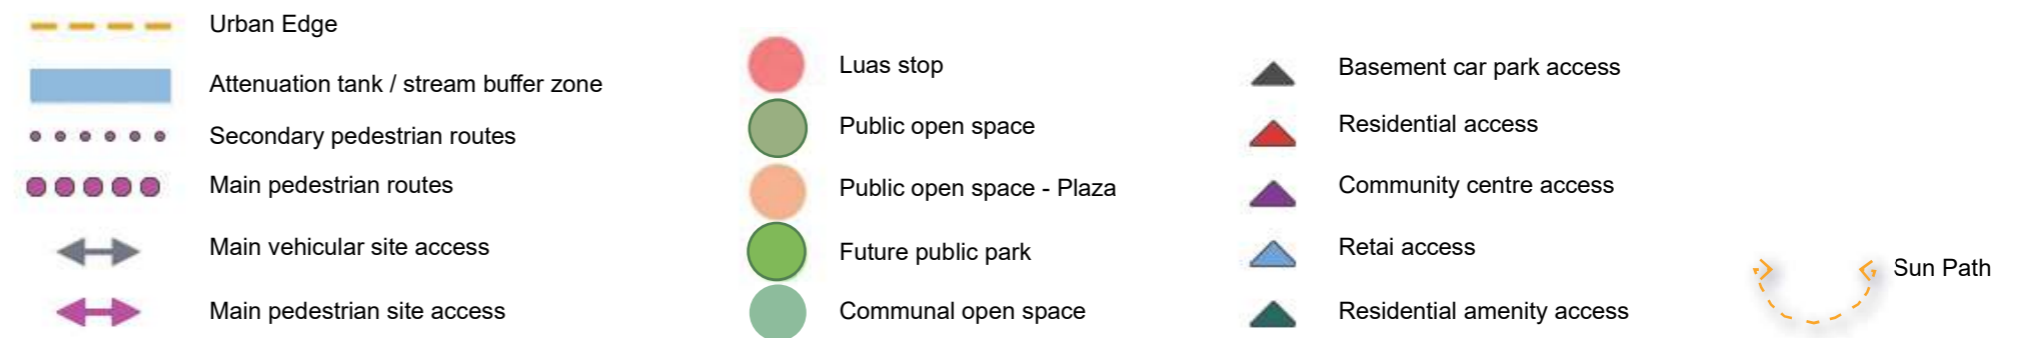 Urban Edge
Attenuation tank / stream buffer zone
Secondary pedestrian routes
Main pedestrian routes
Main vehicular site access
Main pedestrian site access
Luas stop
Public open space
Public open space - Plaza
Future public park
Communal open space
Basement car park access
Residential access
Community centre access
Retai access
Residential amenity access
Sun Path